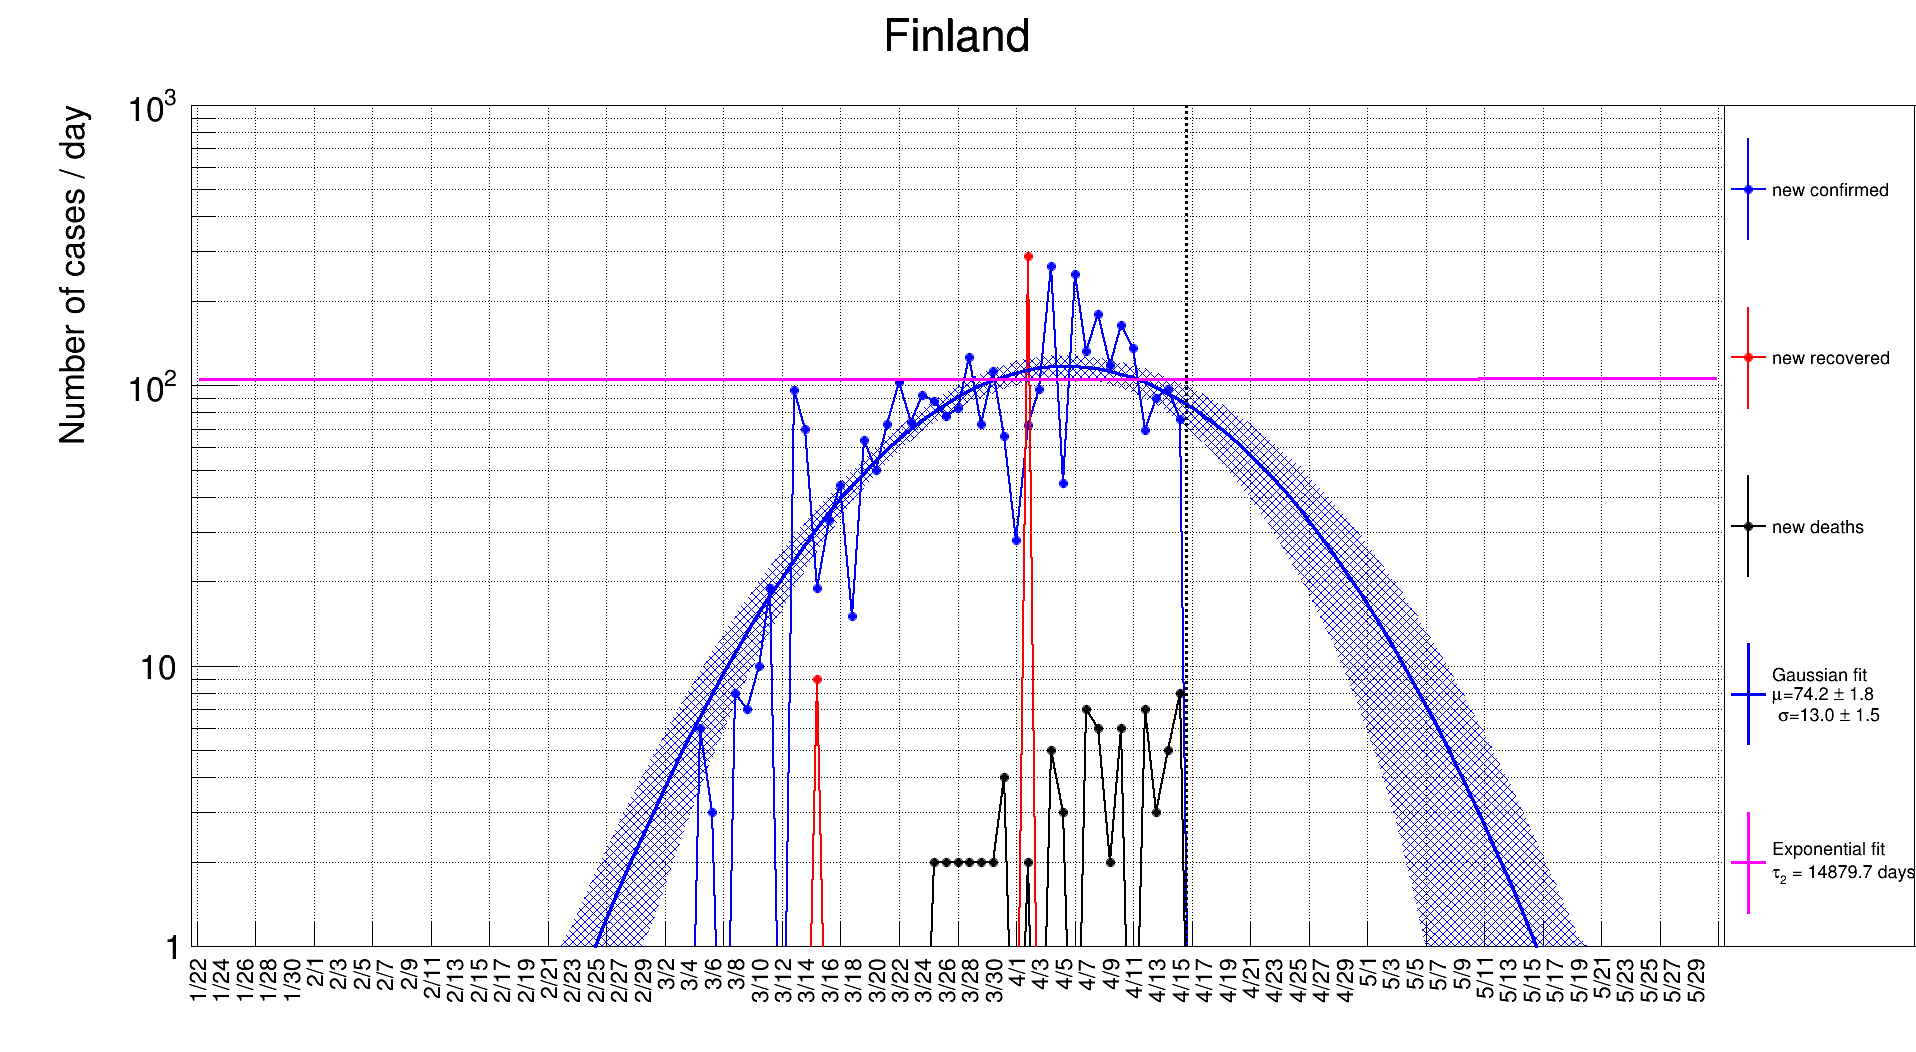 Finland
Number of cases / day
10³
10²
10
1
1/22 1/24 1/26 1/28 1/30 2/1 2/3 2/5 2/7 2/9 2/11 2/13 2/15 2/17 2/19 2/21 2/23 2/25 2/27 2/29 3/2 3/4 3/6 3/8 3/10 3/12 3/14 3/16 3/18 3/20 3/22 3/24 3/26 3/28 3/30 4/1 4/3 4/5 4/7 4/9 4/11 4/13 4/15 4/17 4/19 4/21 4/23 4/25 4/27 4/29 5/1 5/3 5/5 5/7 5/9 5/11 5/13 5/15 5/17 5/19 5/21 5/23 5/25 5/27 5/29
new confirmed
new recovered
new deaths
Gaussian fit
μ=74.2 ± 1.8
σ=13.0 ± 1.5
Exponential fit
τ₂ = 14879.7 days